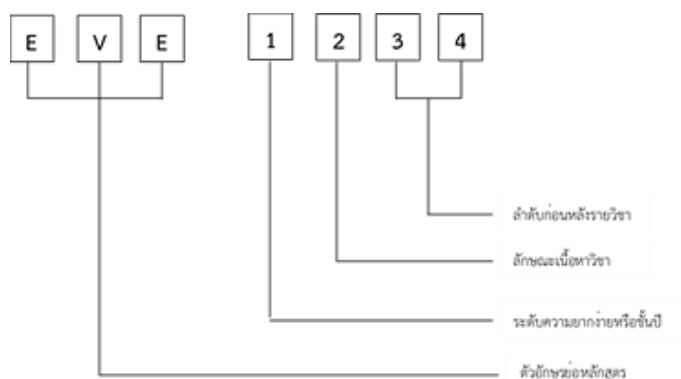 E V E 1 2 3 4
ลำดับก่อนหลังรายวิชา
ลักษณะเนื้อหาวิชา
ระดับความยากง่ายหรือชั้นปี
ตัวอักษรย่อหลักสูตร